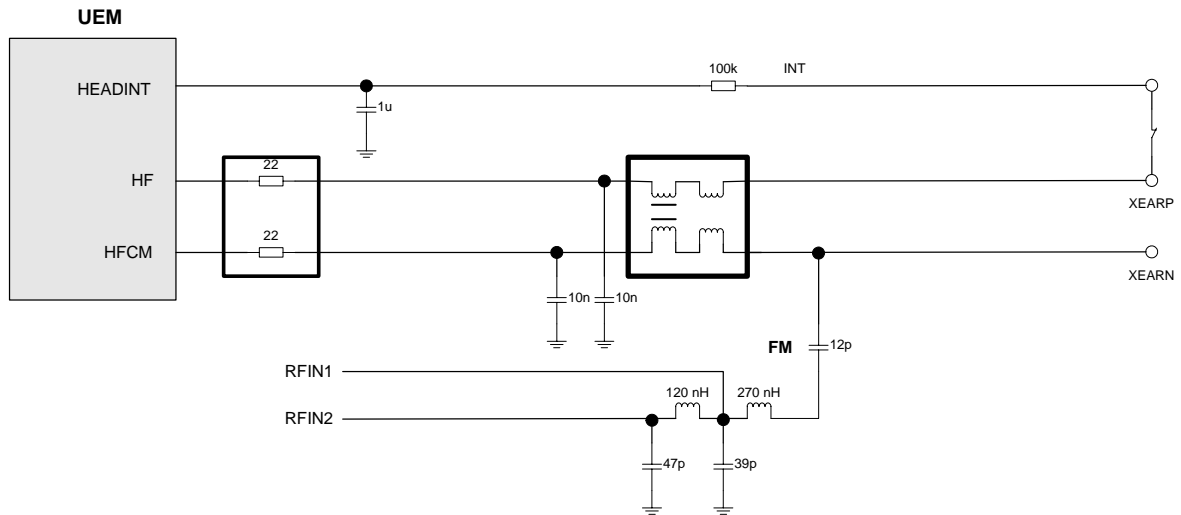 UEM
HEADINT
1u
100k
INT
HF
22
XEARP
HFCM
22
XEARN
10n
10n
FM
12p
RFIN1
RFIN2
120 nH
270 nH
47p
39p